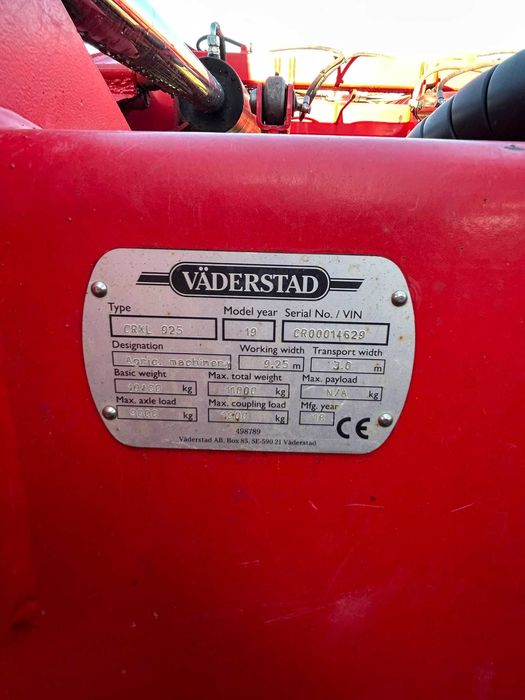 VÄDERSTAD
Type Model year Serial No. / VIN
CRXL 925 19 CR00014629
Designation Working width Transport width
Agric. machinery 9.25 m 3.0 m
Basic weight Max. total weight Max. payload
kg kg N/A kg
Max. axle load Max. coupling load Mfg. year
kg kg 18
CE
498789
Väderstad AB, Box 85, SE-590 21 Väderstad